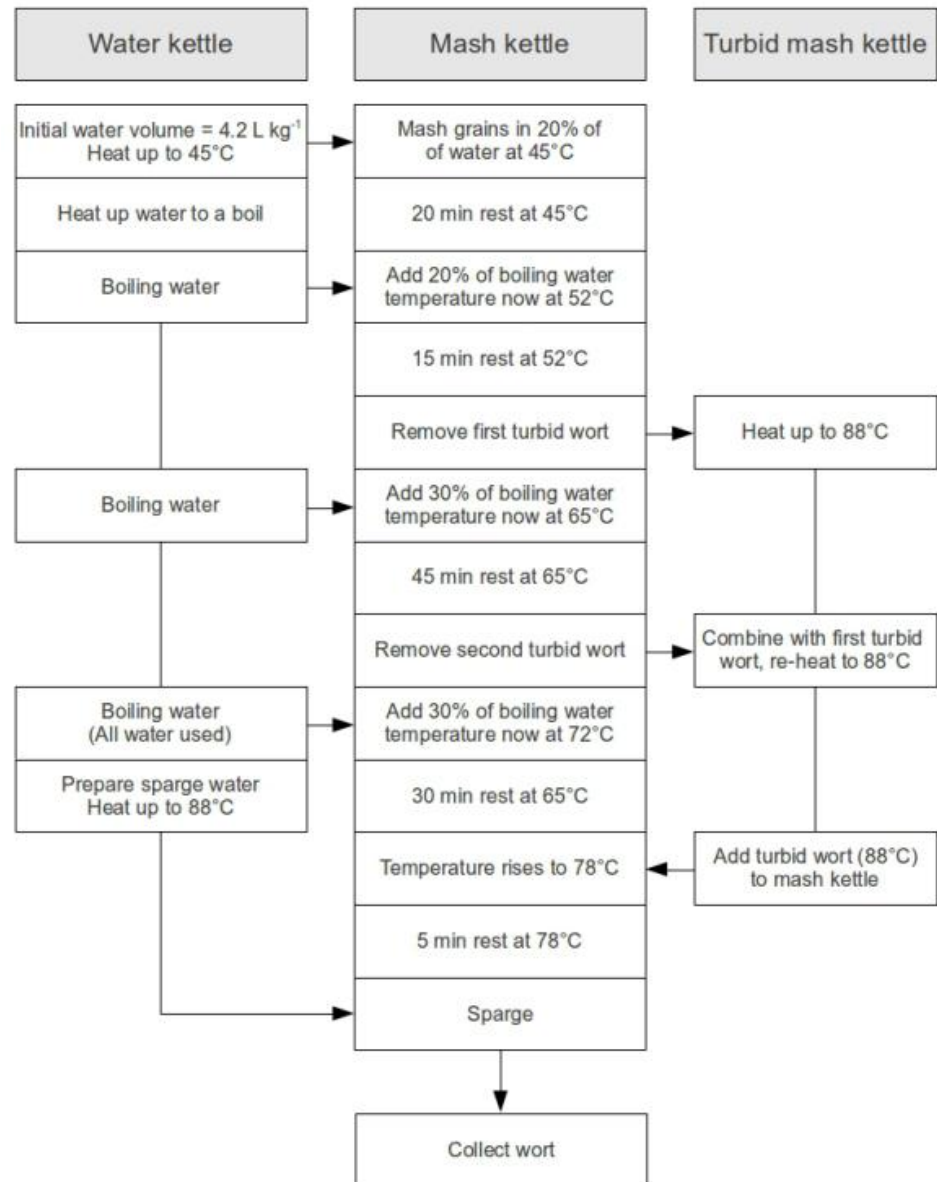 Water kettle
Mash kettle
Turbid mash kettle
Initial water volume = 4.2 L kg⁻¹
Heat up to 45°C
Mash grains in 20% of
of water at 45°C
Heat up water to a boil
20 min rest at 45°C
Boiling water
Add 20% of boiling water
temperature now at 52°C
15 min rest at 52°C
Remove first turbid wort
Heat up to 88°C
Boiling water
Add 30% of boiling water
temperature now at 65°C
45 min rest at 65°C
Remove second turbid wort
Combine with first turbid
wort, re-heat to 88°C
Boiling water
(All water used)
Add 30% of boiling water
temperature now at 72°C
Prepare sparge water
Heat up to 88°C
30 min rest at 65°C
Temperature rises to 78°C
Add turbid wort (88°C)
to mash kettle
5 min rest at 78°C
Sparge
Collect wort